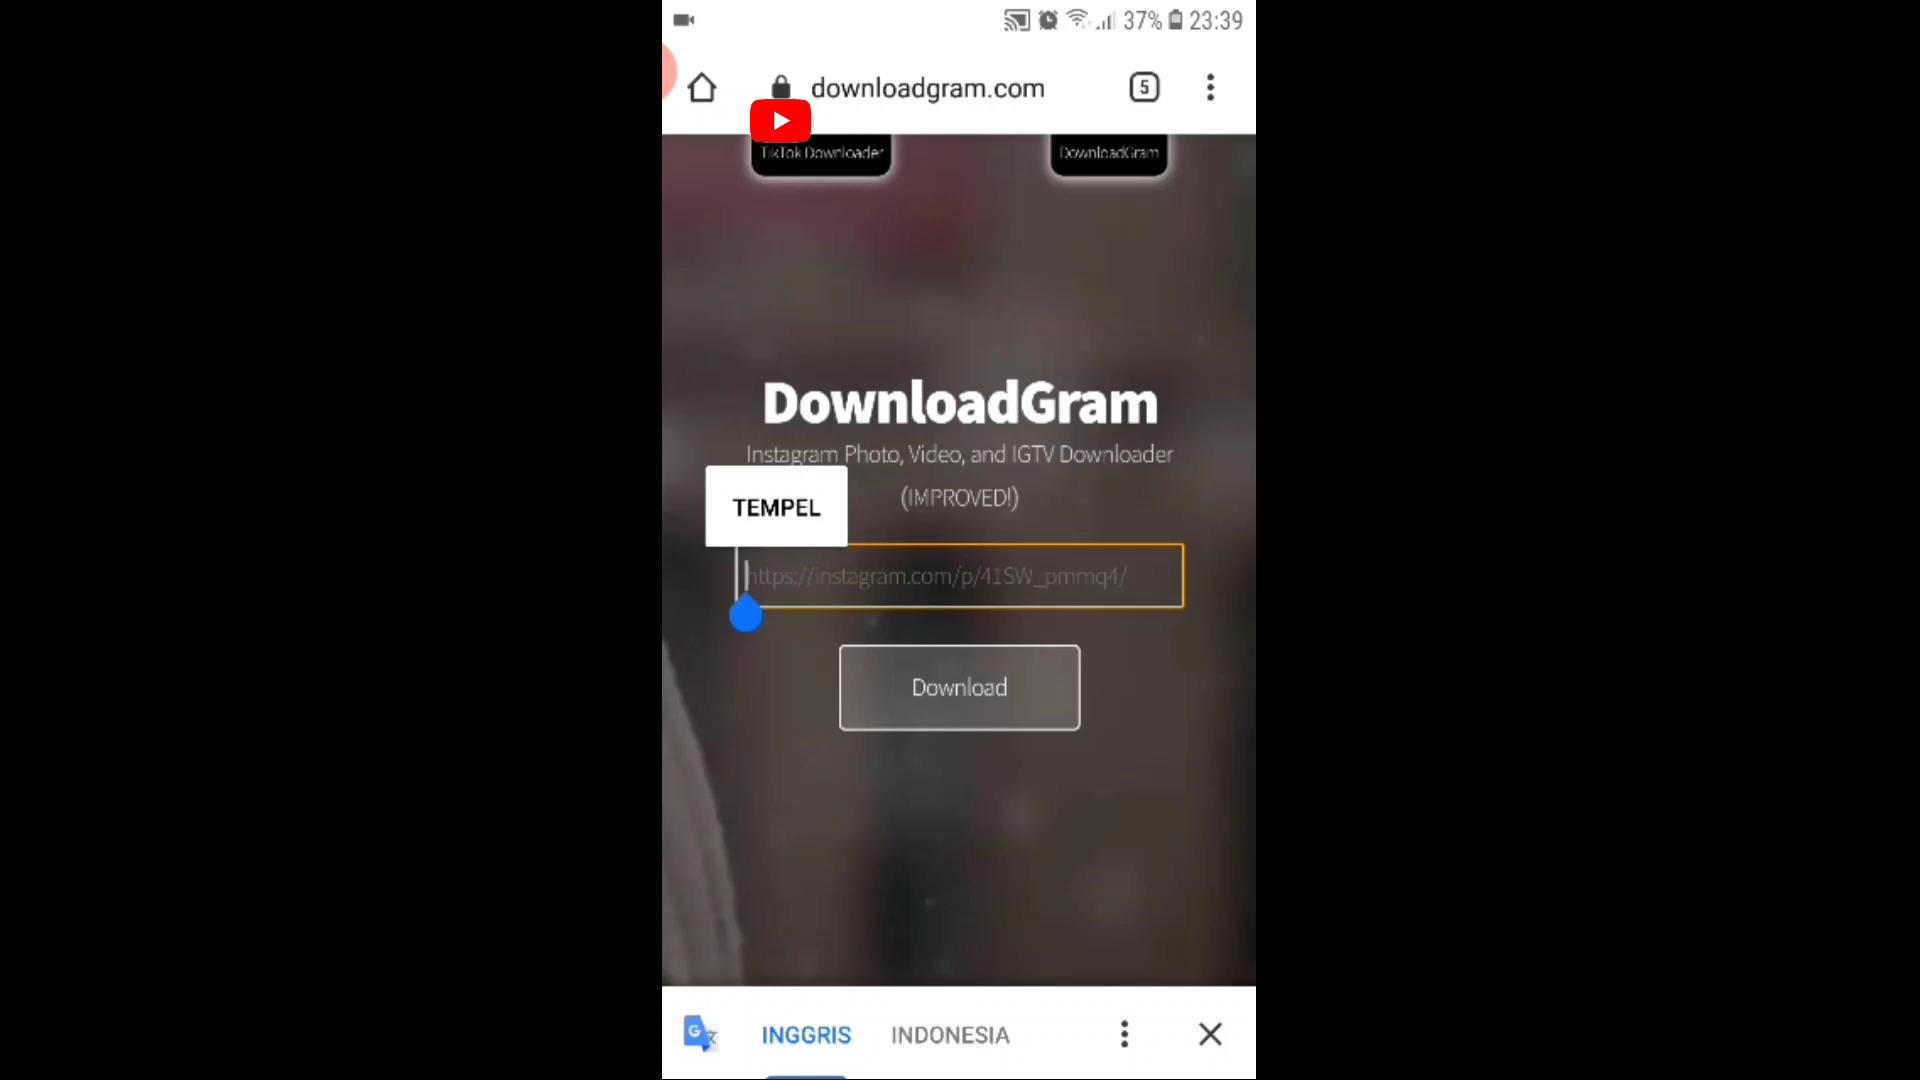 37% 23:39
downloadgram.com 5
TikTok Downloader DownloadGram
DownloadGram
Instagram Photo, Video, and IGTV Downloader
(IMPROVED!)
TEMPEL
https://instagram.com/p/41SW_pmmq4/
Download
INGGRIS INDONESIA